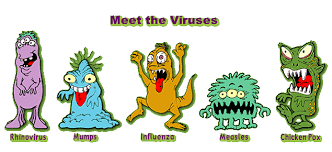 Meet the Viruses
Rhinovirus
Mumps
Influenza
Measles
Chicken Pox